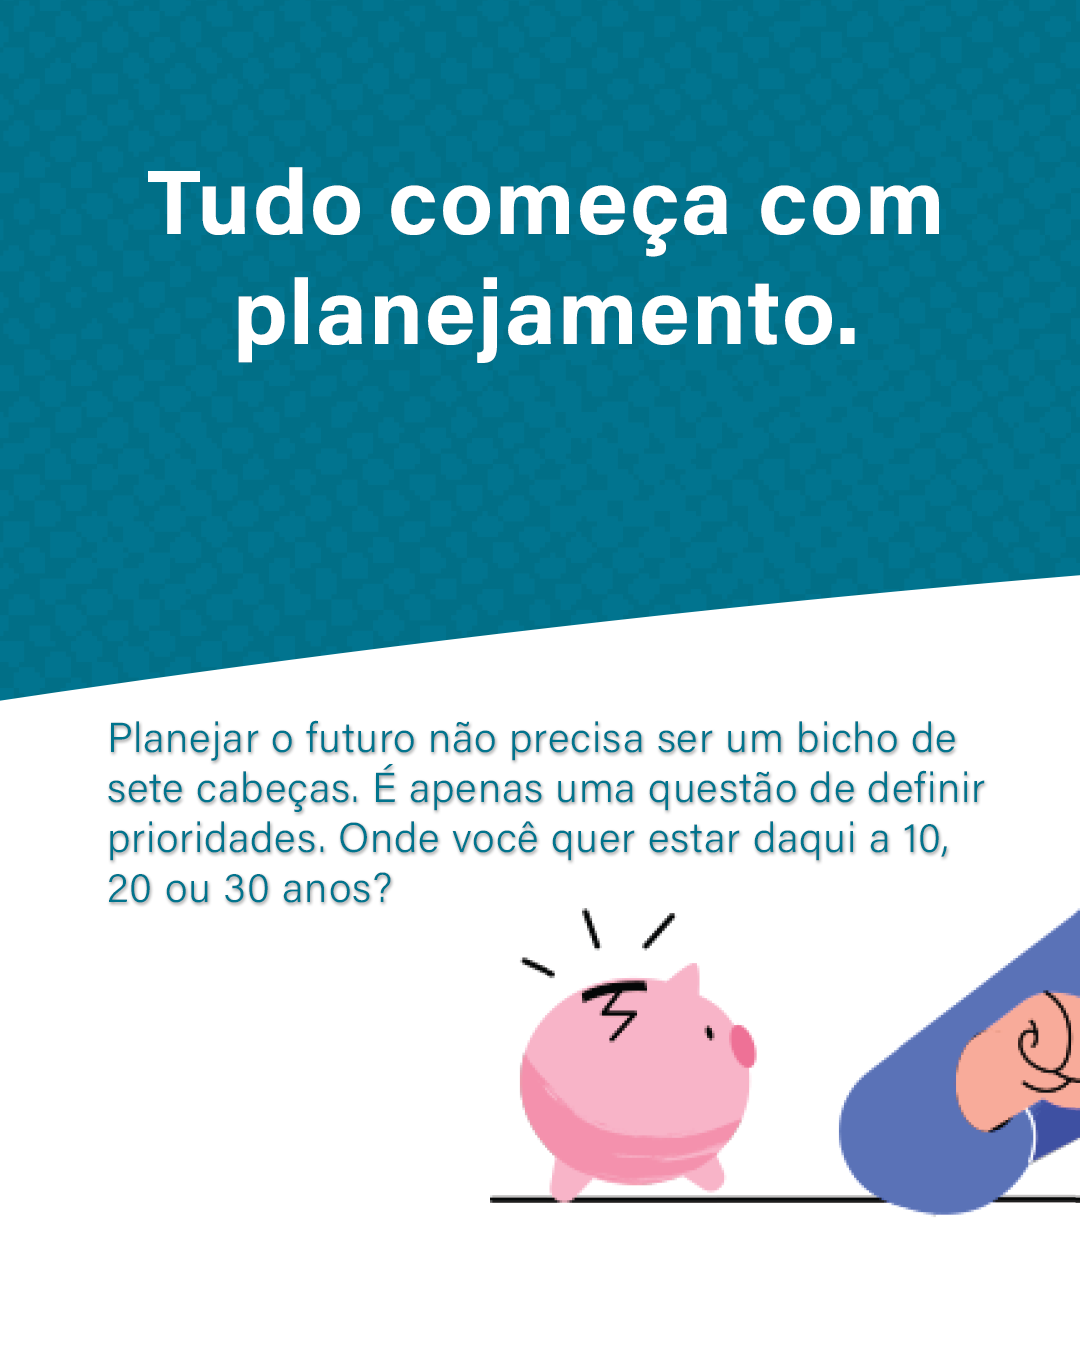 Tudo começa com
planejamento.
Planejar o futuro não precisa ser um bicho de
sete cabeças. É apenas uma questão de definir
prioridades. Onde você quer estar daqui a 10,
20 ou 30 anos?